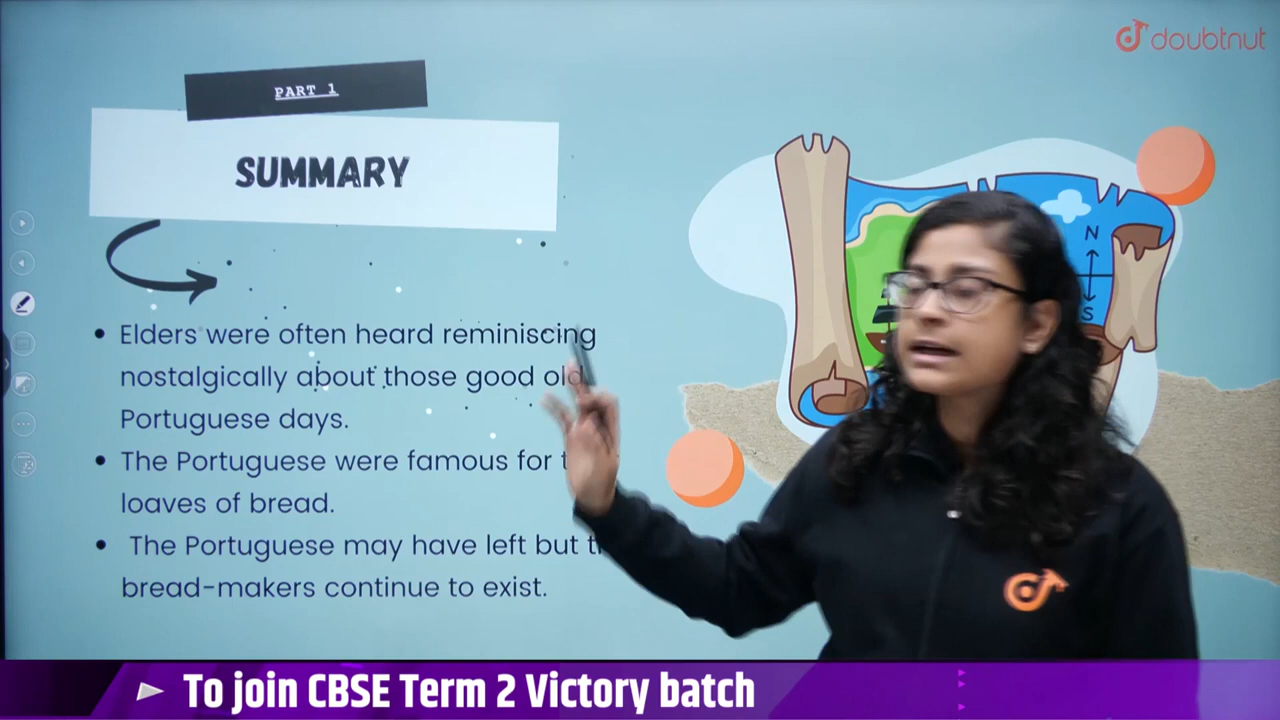 doubtnut
PART 1
SUMMARY
• Elders were often heard reminiscing
nostalgically about those good old
Portuguese days.
• The Portuguese were famous for
loaves of bread.
• The Portuguese may have left but
bread-makers continue to exist.
N
S
To join CBSE Term 2 Victory batch